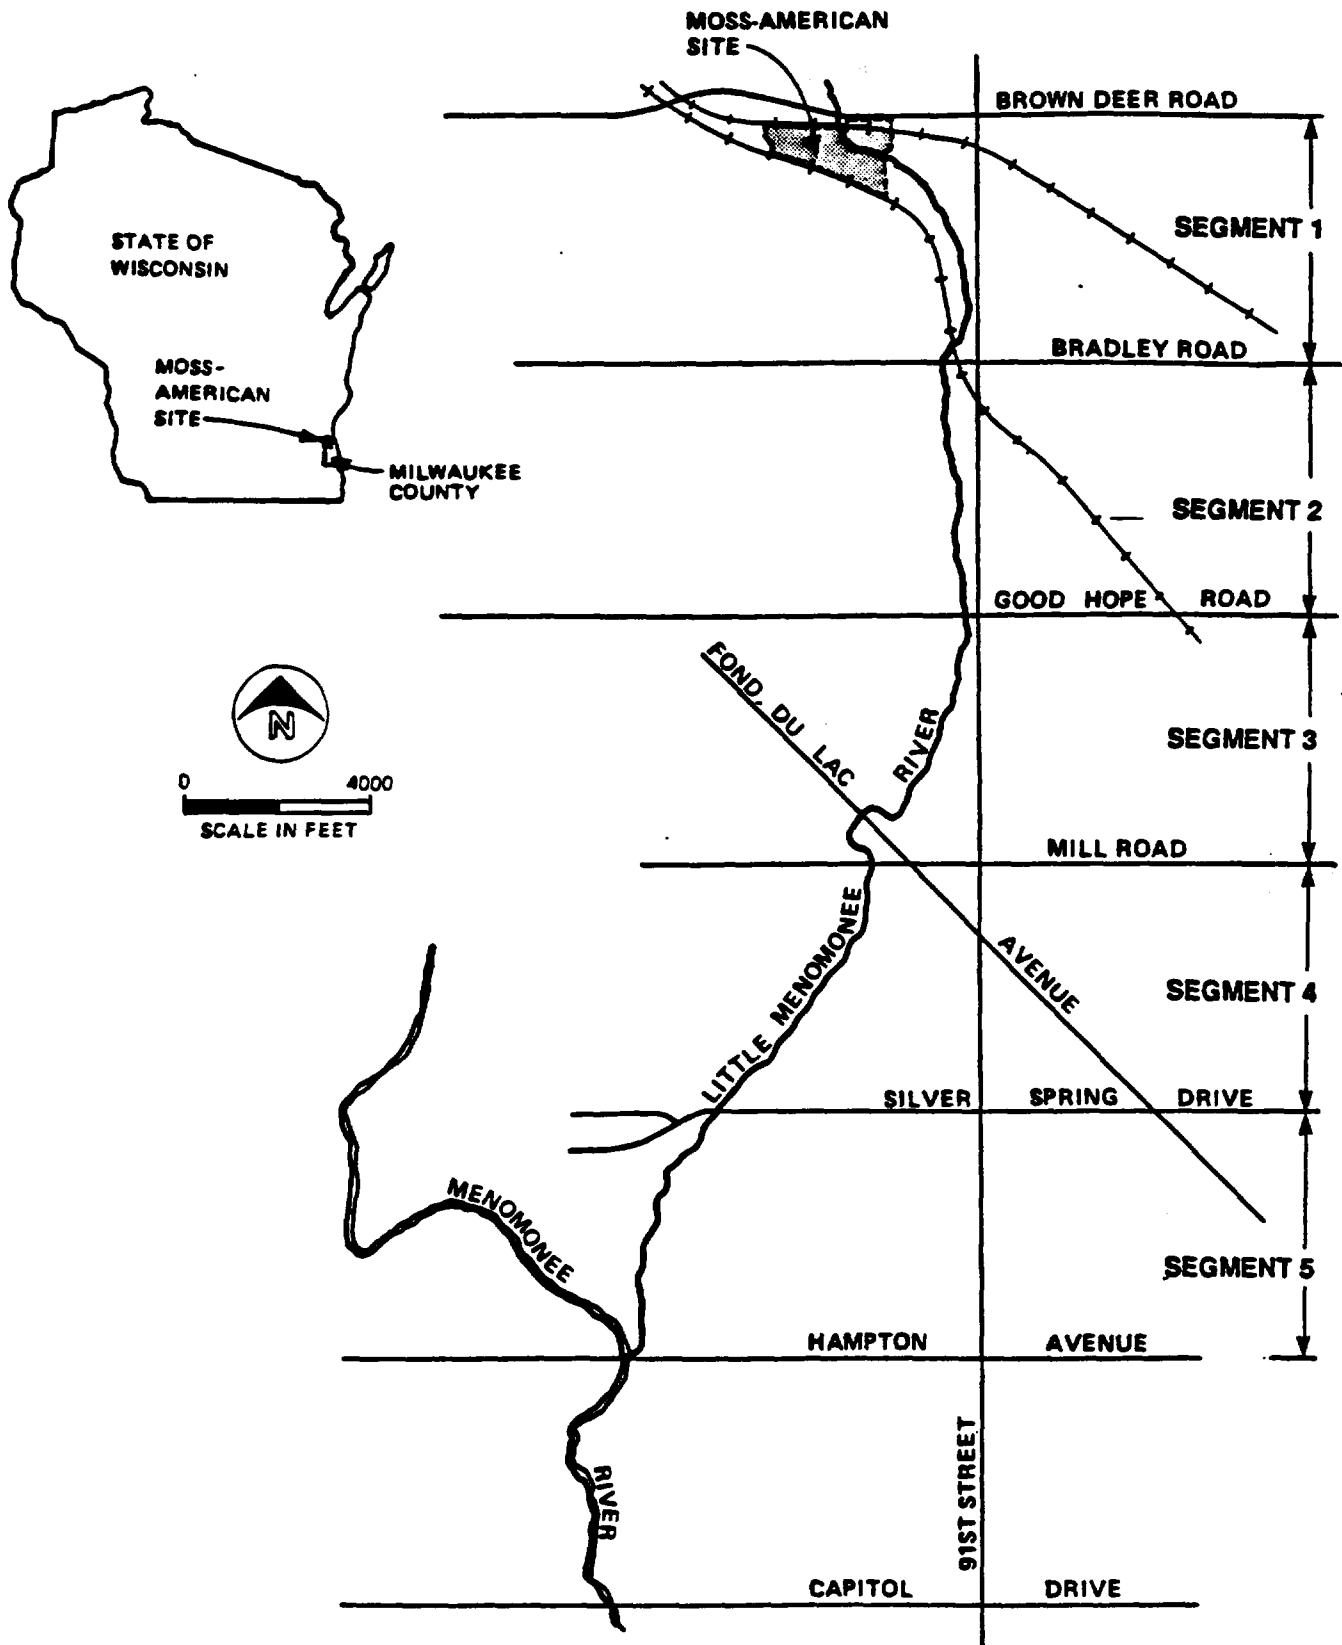 MOSS-AMERICAN
SITE
BROWN DEER ROAD
SEGMENT 1
STATE OF
WISCONSIN
BRADLEY ROAD
MOSS-
AMERICAN
SITE
MILWAUKEE
COUNTY
SEGMENT 2
GOOD HOPE ROAD
FOND DU LAC
RIVER
SEGMENT 3
N
0 4000
SCALE IN FEET
MILL ROAD
LITTLE MENOMONEE
AVENUE
SEGMENT 4
SILVER SPRING DRIVE
MENOMONEE
SEGMENT 5
HAMPTON AVENUE
91ST STREET
RIVER
CAPITOL DRIVE